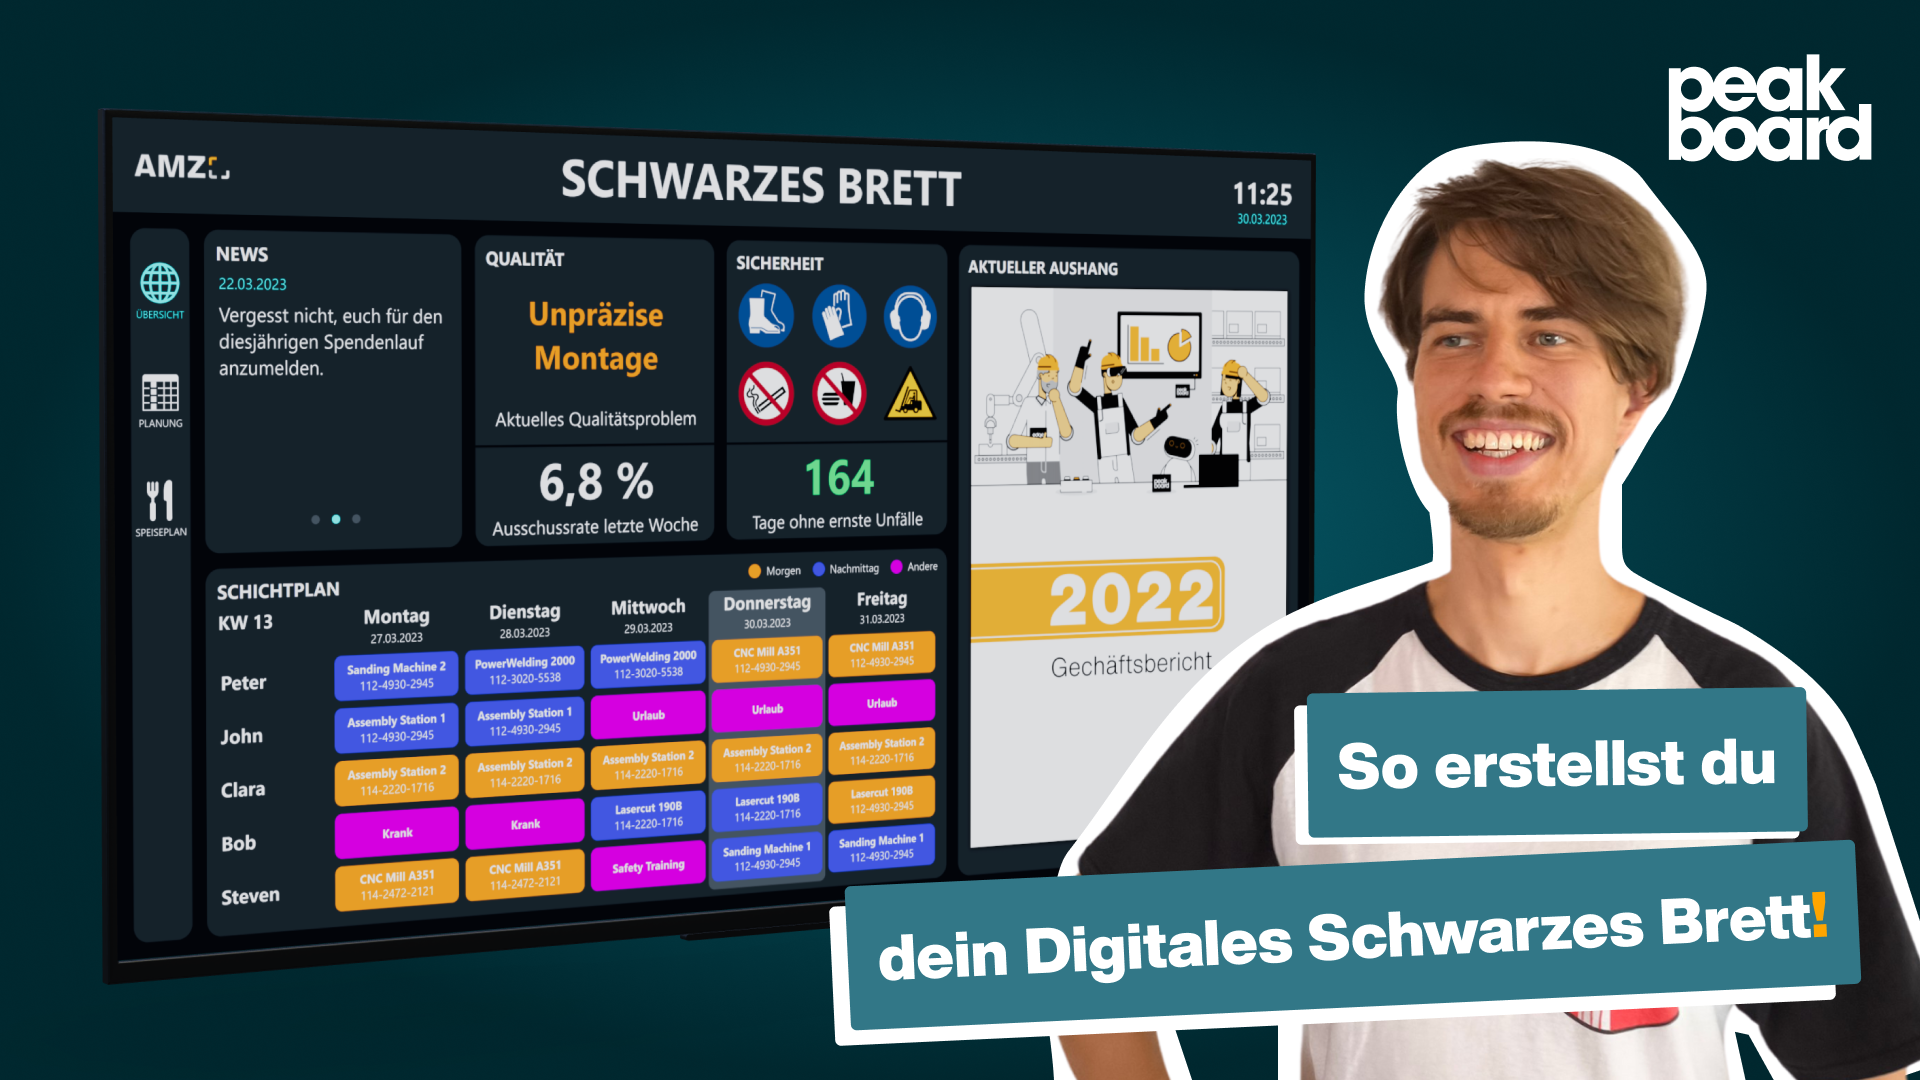 peak
board
AMZ
SCHWARZES BRETT
11:25
30.03.2023
ÜBERSICHT
PLANUNG
SPEISEPLAN
NEWS
22.03.2023
Vergesst nicht, euch für den
diesjährigen Spendenlauf
anzumelden.
QUALITÄT
Unpräzise
Montage
Aktuelles Qualitätsproblem
6,8 %
Ausschussrate letzte Woche
SICHERHEIT
164
Tage ohne ernste Unfälle
AKTUELLER AUSHANG
peak
board
2022
Gechäftsbericht
SCHICHTPLAN
Morgen Nachmittag Andere
KW 13
Montag Dienstag Mittwoch Donnerstag Freitag
27.03.2023 28.03.2023 29.03.2023 30.03.2023 31.03.2023
Peter
Sanding Machine 2 PowerWelding 2000 PowerWelding 2000 CNC Mill A351 CNC Mill A351
112-4930-2945 112-3020-5538 112-3020-5538 112-4930-2945 112-4930-2945
John
Assembly Station 1 Assembly Station 1 Urlaub Urlaub Urlaub
112-4930-2945 112-4930-2945
Clara
Assembly Station 2 Assembly Station 2 Assembly Station 2 Assembly Station 2 Assembly Station 2
114-2220-1716 114-2220-1716 114-2220-1716 114-2220-1716 114-2220-1716
Bob
Krank Krank Lasercut 190B Lasercut 190B Lasercut 190B
114-2220-1716 114-2220-1716 112-4930-2945
Steven
CNC Mill A351 CNC Mill A351 Safety Training Sanding Machine 1 Sanding Machine 1
114-2472-2121 114-2472-2121 112-4930-2945 112-4930-2945
So erstellst du
dein Digitales Schwarzes Brett!